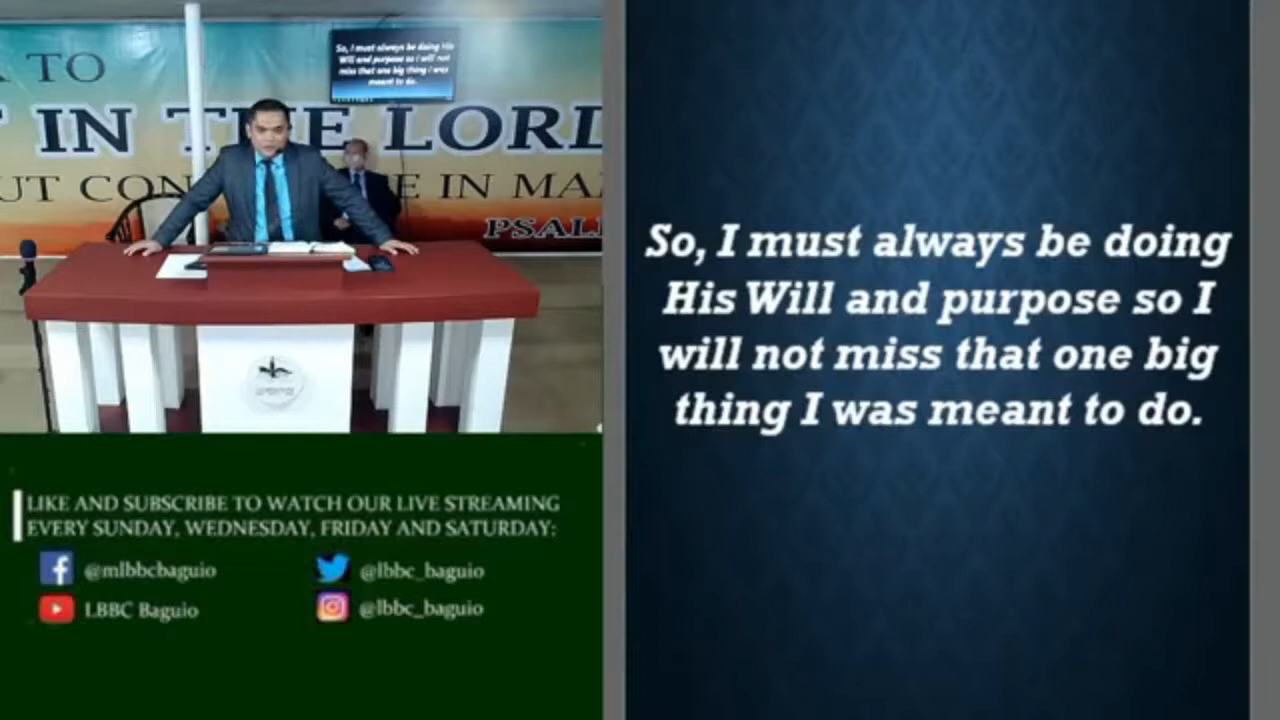 So, I must always be doing His
Will and purpose so I will not
miss that one big thing I was
meant to do.
TO
IN THE LORD
UT CON E IN MA
PSAL
So, I must always be doing
His Will and purpose so I
will not miss that one big
thing I was meant to do.
LIKE AND SUBSCRIBE TO WATCH OUR LIVE STREAMING
EVERY SUNDAY, WEDNESDAY, FRIDAY AND SATURDAY:
@mlbbcbaguio
@lbbc_baguio
LBBC Baguio
@lbbc_baguio